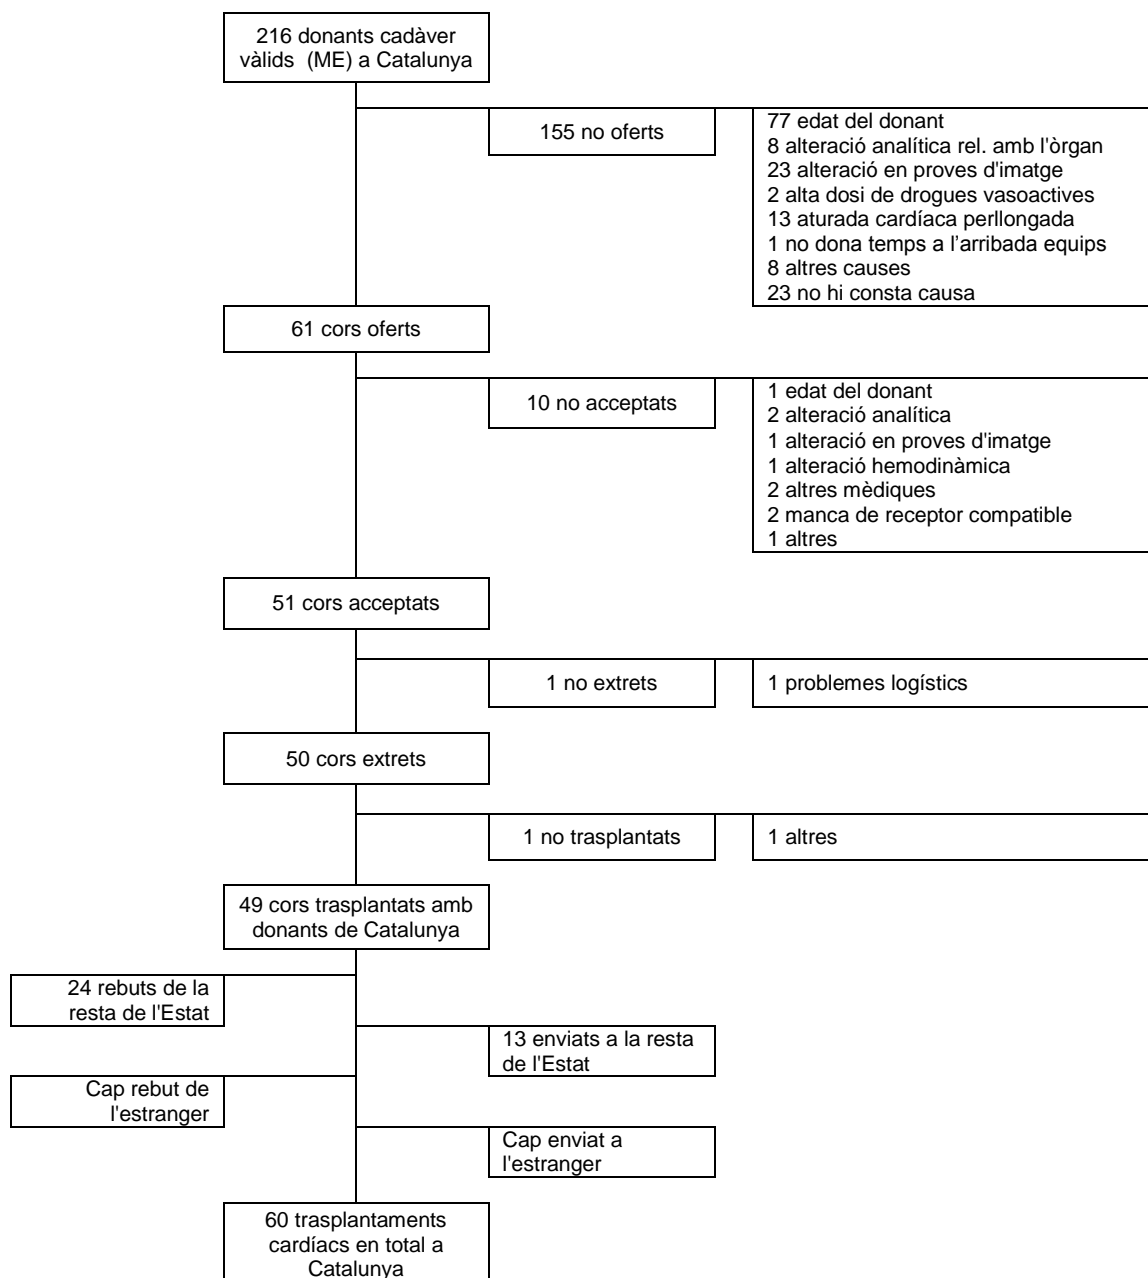 216 donants cadàver
vàlids  (ME) a Catalunya
155 no oferts
77 edat del donant
8 alteració analítica rel. amb l'òrgan
23 alteració en proves d'imatge
2 alta dosi de drogues vasoactives
13 aturada cardíaca perllongada
1 no dona temps a l’arribada equips
8 altres causes
23 no hi consta causa
61 cors oferts
10 no acceptats
1 edat del donant
2 alteració analítica
1 alteració en proves d'imatge
1 alteració hemodinàmica
2 altres mèdiques
2 manca de receptor compatible
1 altres
51 cors acceptats
1 no extrets
1 problemes logístics
50 cors extrets
1 no trasplantats
1 altres
49 cors trasplantats amb
donants de Catalunya
24 rebuts de la
resta de l'Estat
13 enviats a la resta
de l'Estat
Cap rebut de
l'estranger
Cap enviat a
l'estranger
60 trasplantaments
cardíacs en total a
Catalunya